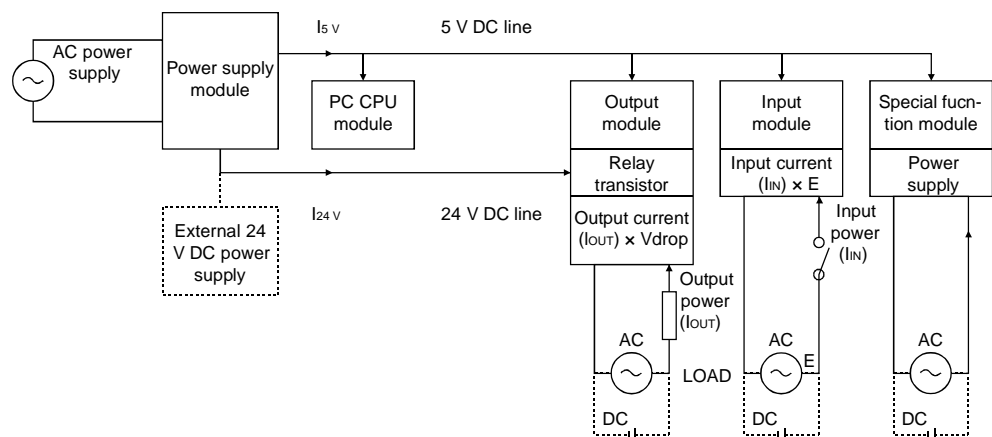 I5 V
5 V DC line
AC power
supply
Power supply
module
PC CPU
module
Output
module
Input
module
Special fucn-
tion module
Relay
transistor
Input current
(IIN) × E
Power
supply
I24 V
24 V DC line
External 24
V DC power
supply
Output current
(IOUT) × Vdrop
Input
power
(IIN)
Output
power
(IOUT)
AC
LOAD
AC
E
AC
DC
DC
DC